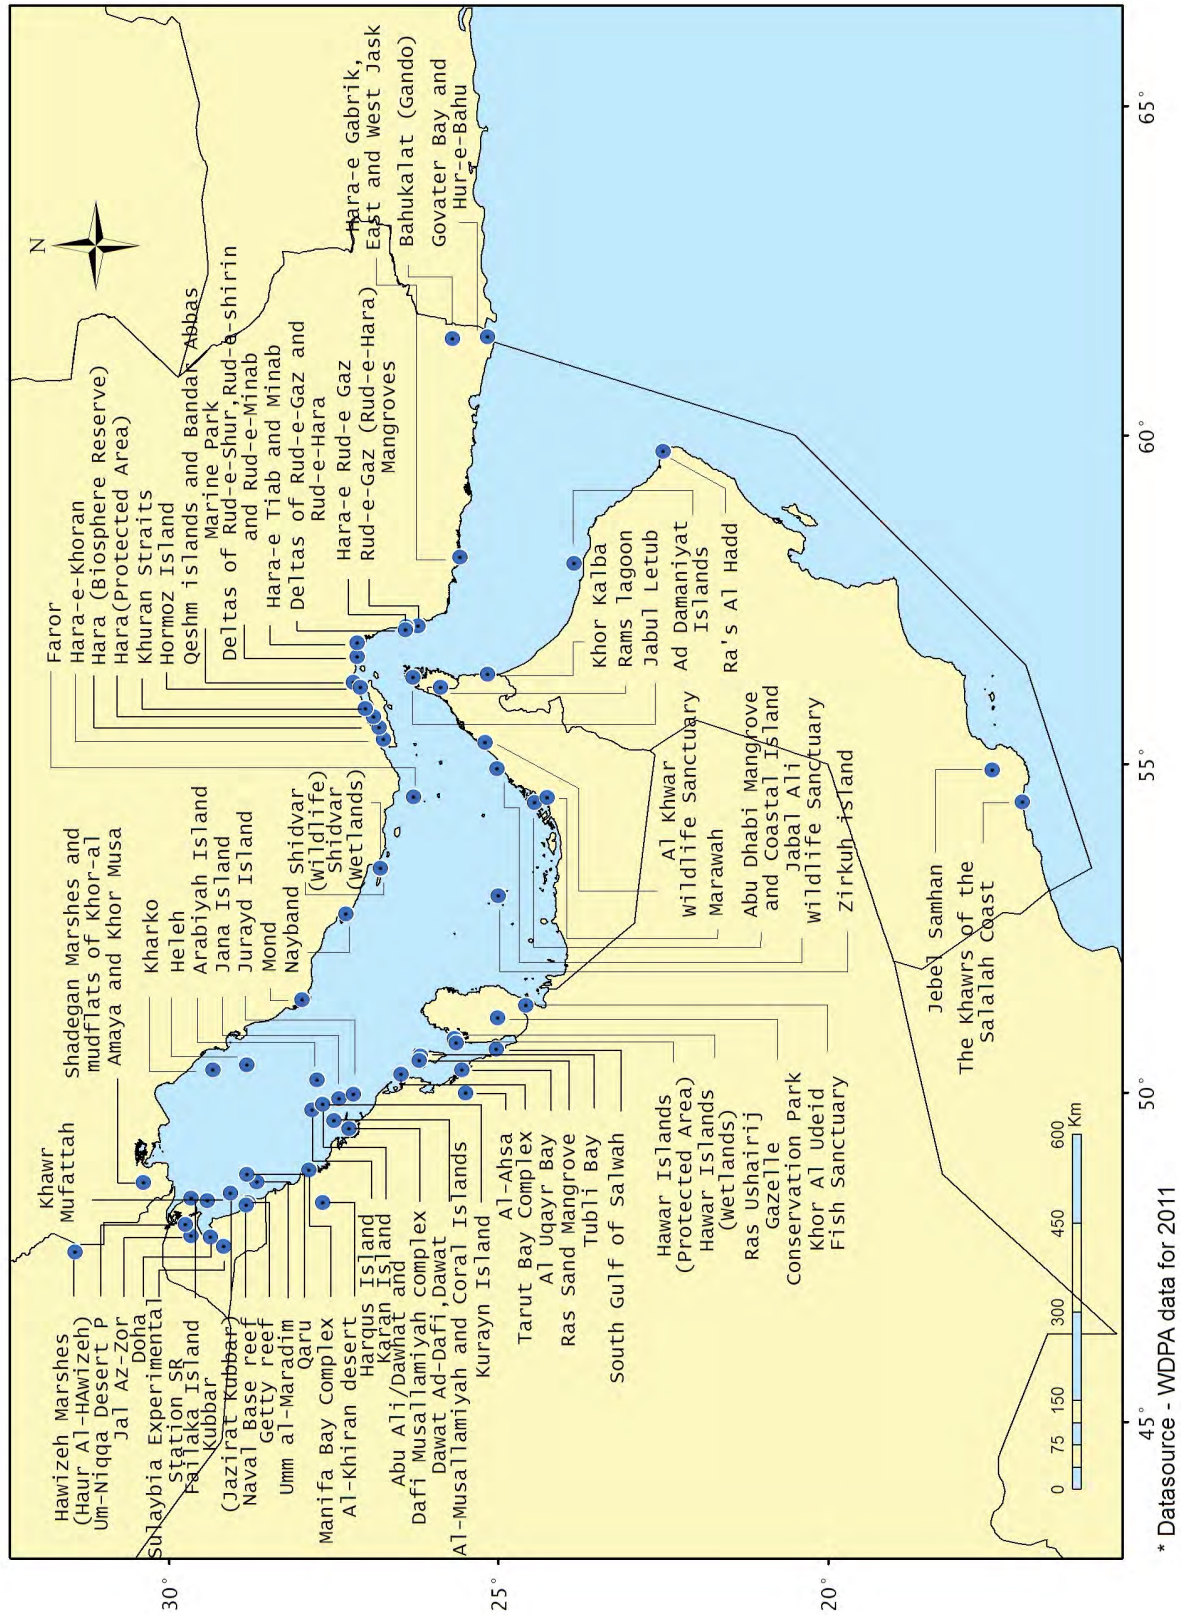 N
Hara-e Gabrik,
East and West Jask
Bahukalat (Gando)
Govater Bay and
Hur-e-Bahu
Faror
Hara-e-Khoran
Hara (Biosphere Reserve)
Hara(Protected Area)
Khuran Straits
Hormoz Island
Qeshm islands and Bandar Abbas
Marine Park
Deltas of Rud-e-Shur,Rud-e-shirin
and Rud-e-Minab
Hara-e Tiab and Minab
Deltas of Rud-e-Gaz and
Rud-e-Hara
Hara-e Rud-e Gaz
Rud-e-Gaz (Rud-e-Hara)
Mangroves
Shadegan Marshes and
mudflats of Khor-al
Amaya and Khor Musa
Kharko
Heleh
Arabiyah Island
Jana Island
Jurayd Island
Mond
Nayband
Shidvar
(Wildlife)
Shidvar
(Wetlands)
Khawr
Mufattah
Hawizeh Marshes
(Haur Al-HAwizeh)
Um-Niqqa Desert P
Jal Az-Zor
Doha
Sulaybia Experimental
Station SR
Failaka Island
Kubbar
(Jazirat Kubbar)
Naval Base reef
Getty reef
Umm al-Maradim
Qaru
Manifa Bay Complex
Al-Khiran desert
Harqus Island
Karan Island
Abu Ali/Dawhat and
Dafi Musallamiyah complex
Dawat Ad-Dafi,Dawat
Al-Musallamiyah and Coral Islands
Kurayn Island
Al-Ahsa
Tarut Bay Complex
Al Uqayr Bay
Ras Sand Mangrove
Tubli Bay
South Gulf of Salwah
Hawar Islands
(Protected Area)
Hawar Islands
(Wetlands)
Ras Ushairij
Gazelle
Conservation Park
Khor Al Udeid
Fish Sanctuary
Khor Kalba
Rams lagoon
Jabul Letub
Ad Damaniyat
Islands
Ra's Al Hadd
Al Khwar
Wildlife Sanctuary
Marawah
Abu Dhabi Mangrove
and Coastal Island
Jabal Ali
Wildlife Sanctuary
Zirkuh island
Jebel Samhan
The Khawrs of the
Salalah Coast
30°
25°
20°
45°
50°
55°
60°
65°
0 75 150 300 450 600
Km
* Datasource - WDPA data for 2011